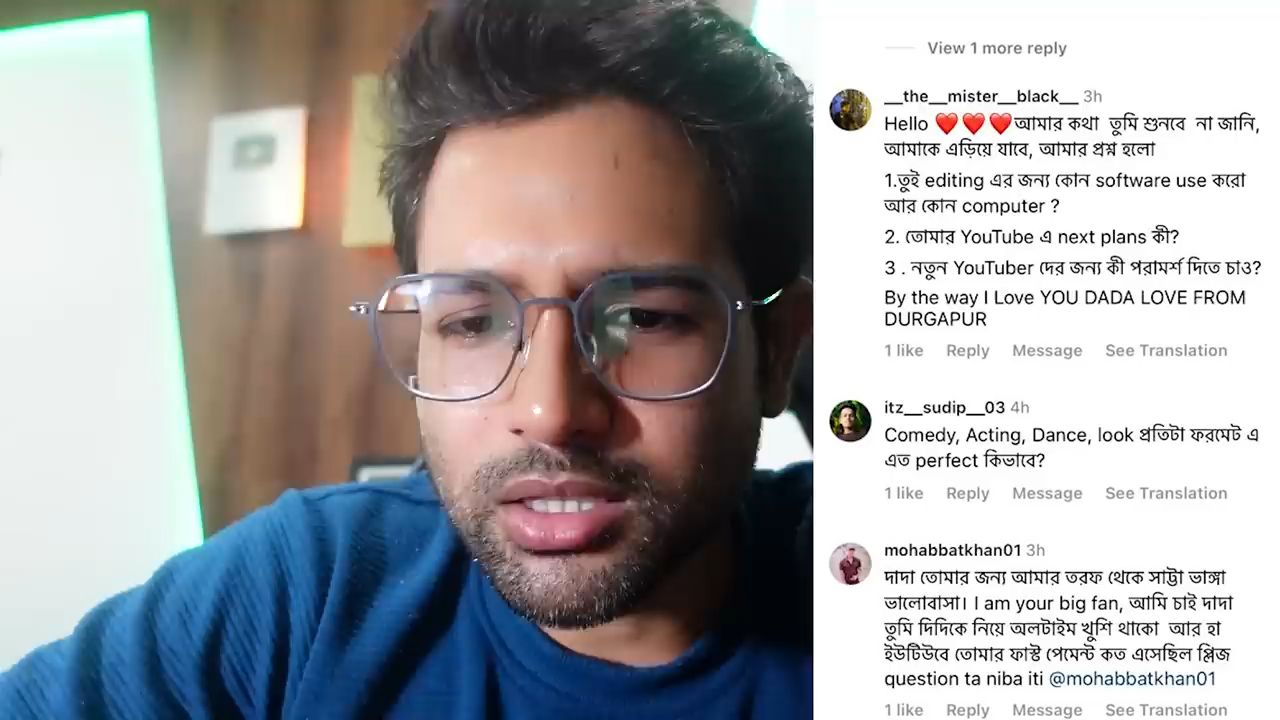 View 1 more reply
__the__mister__black__ 3h
Hello ❤️❤️❤️আমার কথা তুমি শুনবে না জানি,
আমাকে এড়িয়ে যাবে, আমার প্রশ্ন হলো
1.তুই editing এর জন্য কোন software use করো
আর কোন computer ?
2. তোমার YouTube এ next plans কী?
3 . নতুন YouTuber দের জন্য কী পরামর্শ দিতে চাও?
By the way I Love YOU DADA LOVE FROM
DURGAPUR
1 like Reply Message See Translation
itz__sudip__03 4h
Comedy, Acting, Dance, look প্রতিটা ফরমেট এ
এত perfect কিভাবে?
1 like Reply Message See Translation
mohabbatkhan01 3h
দাদা তোমার জন্য আমার তরফ থেকে সাট্টা ভাঙ্গা
ভালোবাসা। I am your big fan, আমি চাই দাদা
তুমি দিদিকে নিয়ে অলটাইম খুশি থাকো আর হা
ইউটিউবে তোমার ফাস্ট পেমেন্ট কত এসেছিল প্লিজ
question ta niba iti @mohabbatkhan01
1 like Reply Message See Translation